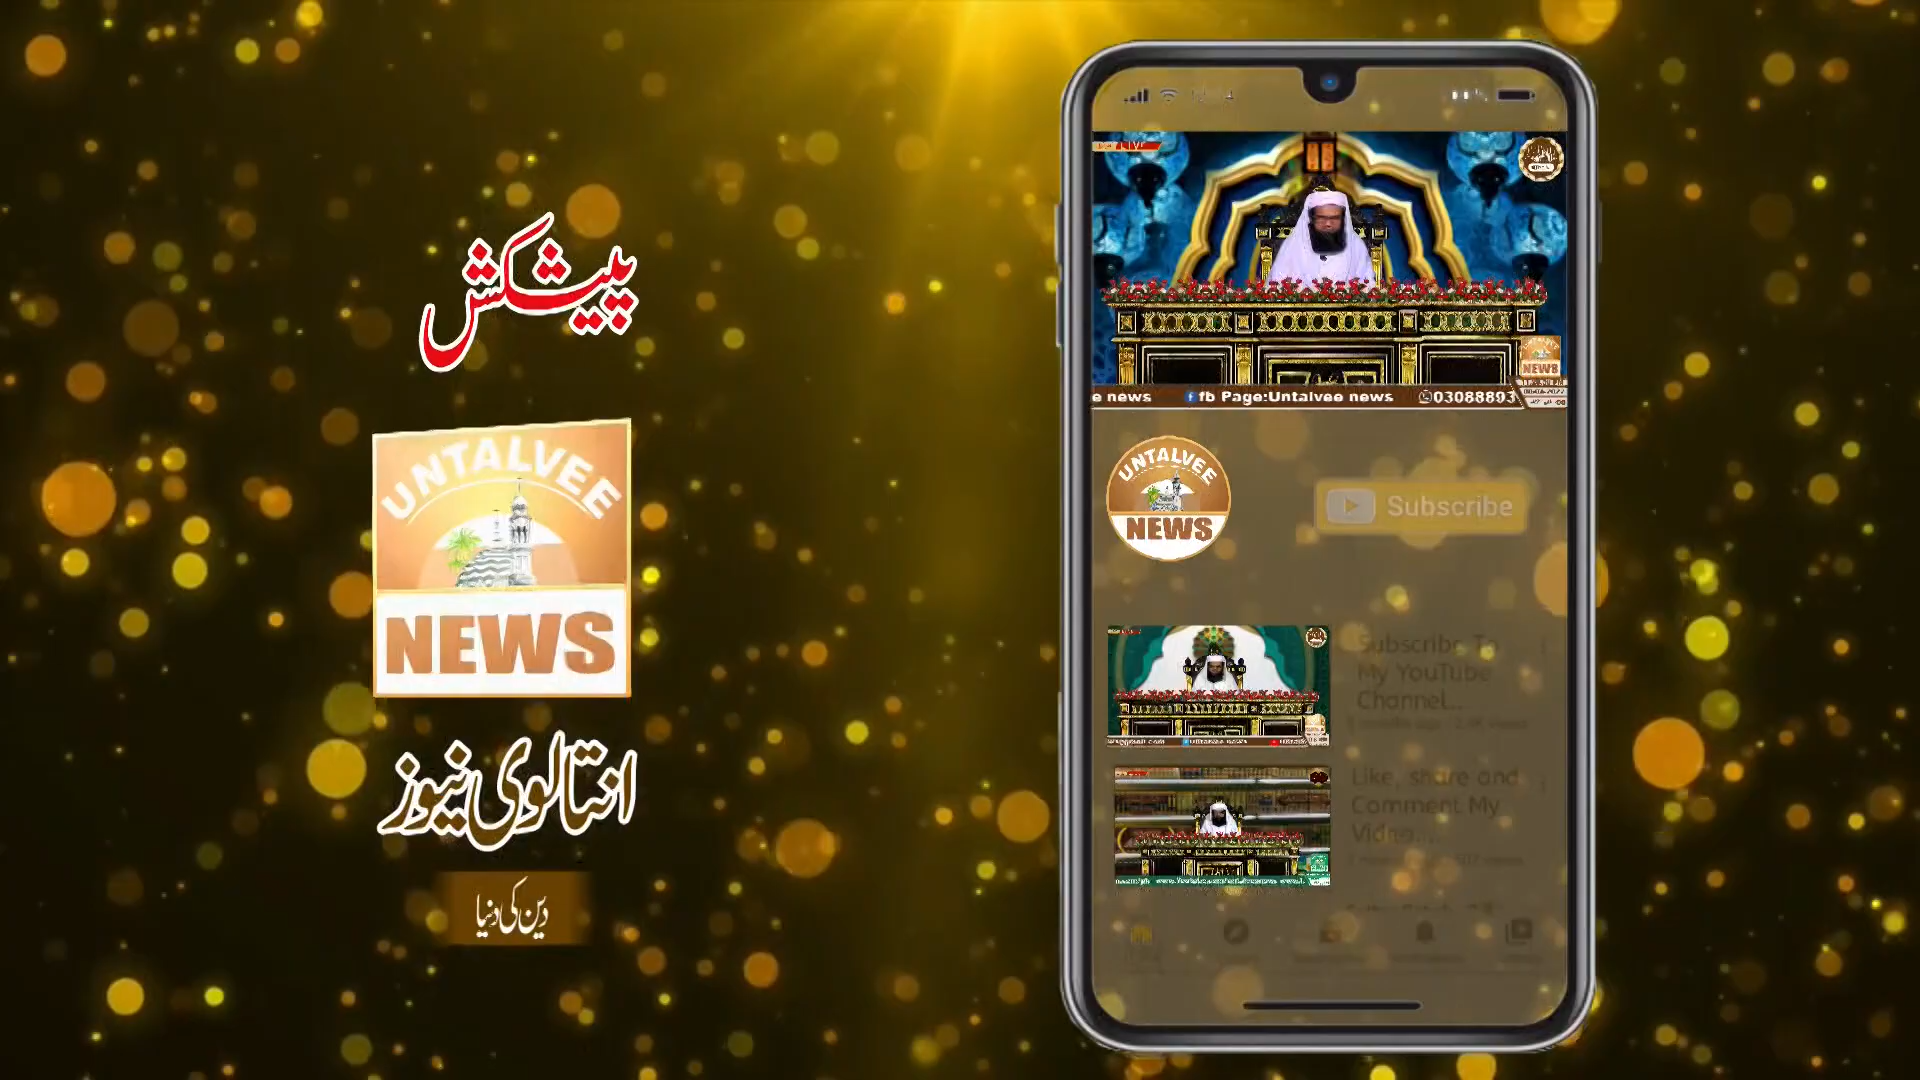 پیشکش
UNTALVEE
NEWS
انتالوی نیوز
دین کی دنیا
LIVE
NEWS
e news
fb Page:Untalvee news
03088893
UNTALVEE
NEWS
Subscribe
Subscribe To
My YouTube
Channel...
Like, share and
Comment My
Video...